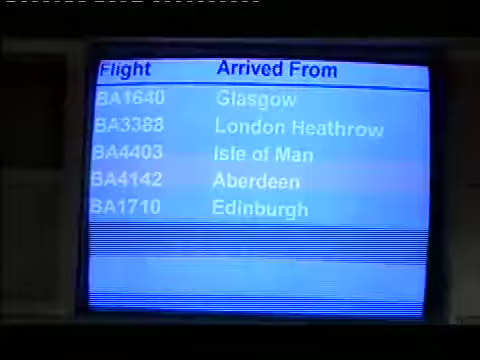 Flight Arrived From
BA1640 Glasgow
BA3388 London Heathrow
BA4403 Isle of Man
BA4142 Aberdeen
BA1710 Edinburgh